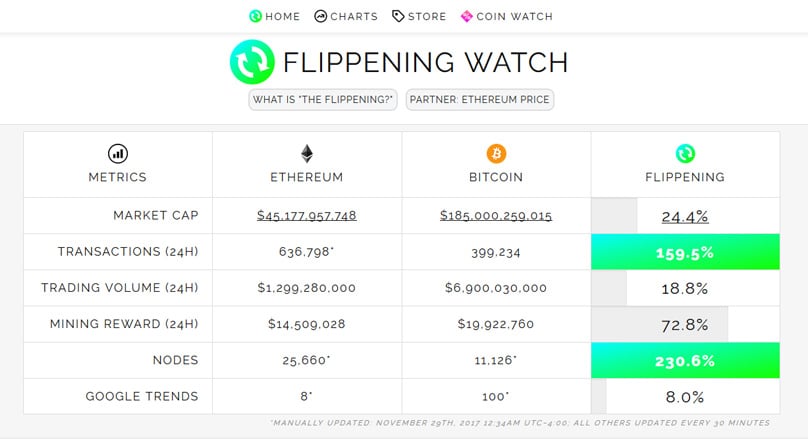 HOME CHARTS STORE COIN WATCH
FLIPPENING WATCH
WHAT IS "THE FLIPPENING?" PARTNER: ETHEREUM PRICE
METRICS ETHEREUM BITCOIN FLIPPENING
MARKET CAP $45,177,957,748 $185,000,259,015 24.4%
TRANSACTIONS (24H) 636,798* 399,234 159.5%
TRADING VOLUME (24H) $1,299,280,000 $6,900,030,000 18.8%
MINING REWARD (24H) $14,509,028 $19,922,760 72.8%
NODES 25,660* 11,126* 230.6%
GOOGLE TRENDS 8* 100* 8.0%
*MANUALLY UPDATED: NOVEMBER 29TH, 2017 12:34AM UTC-4:00; ALL OTHERS UPDATED EVERY 30 MINUTES